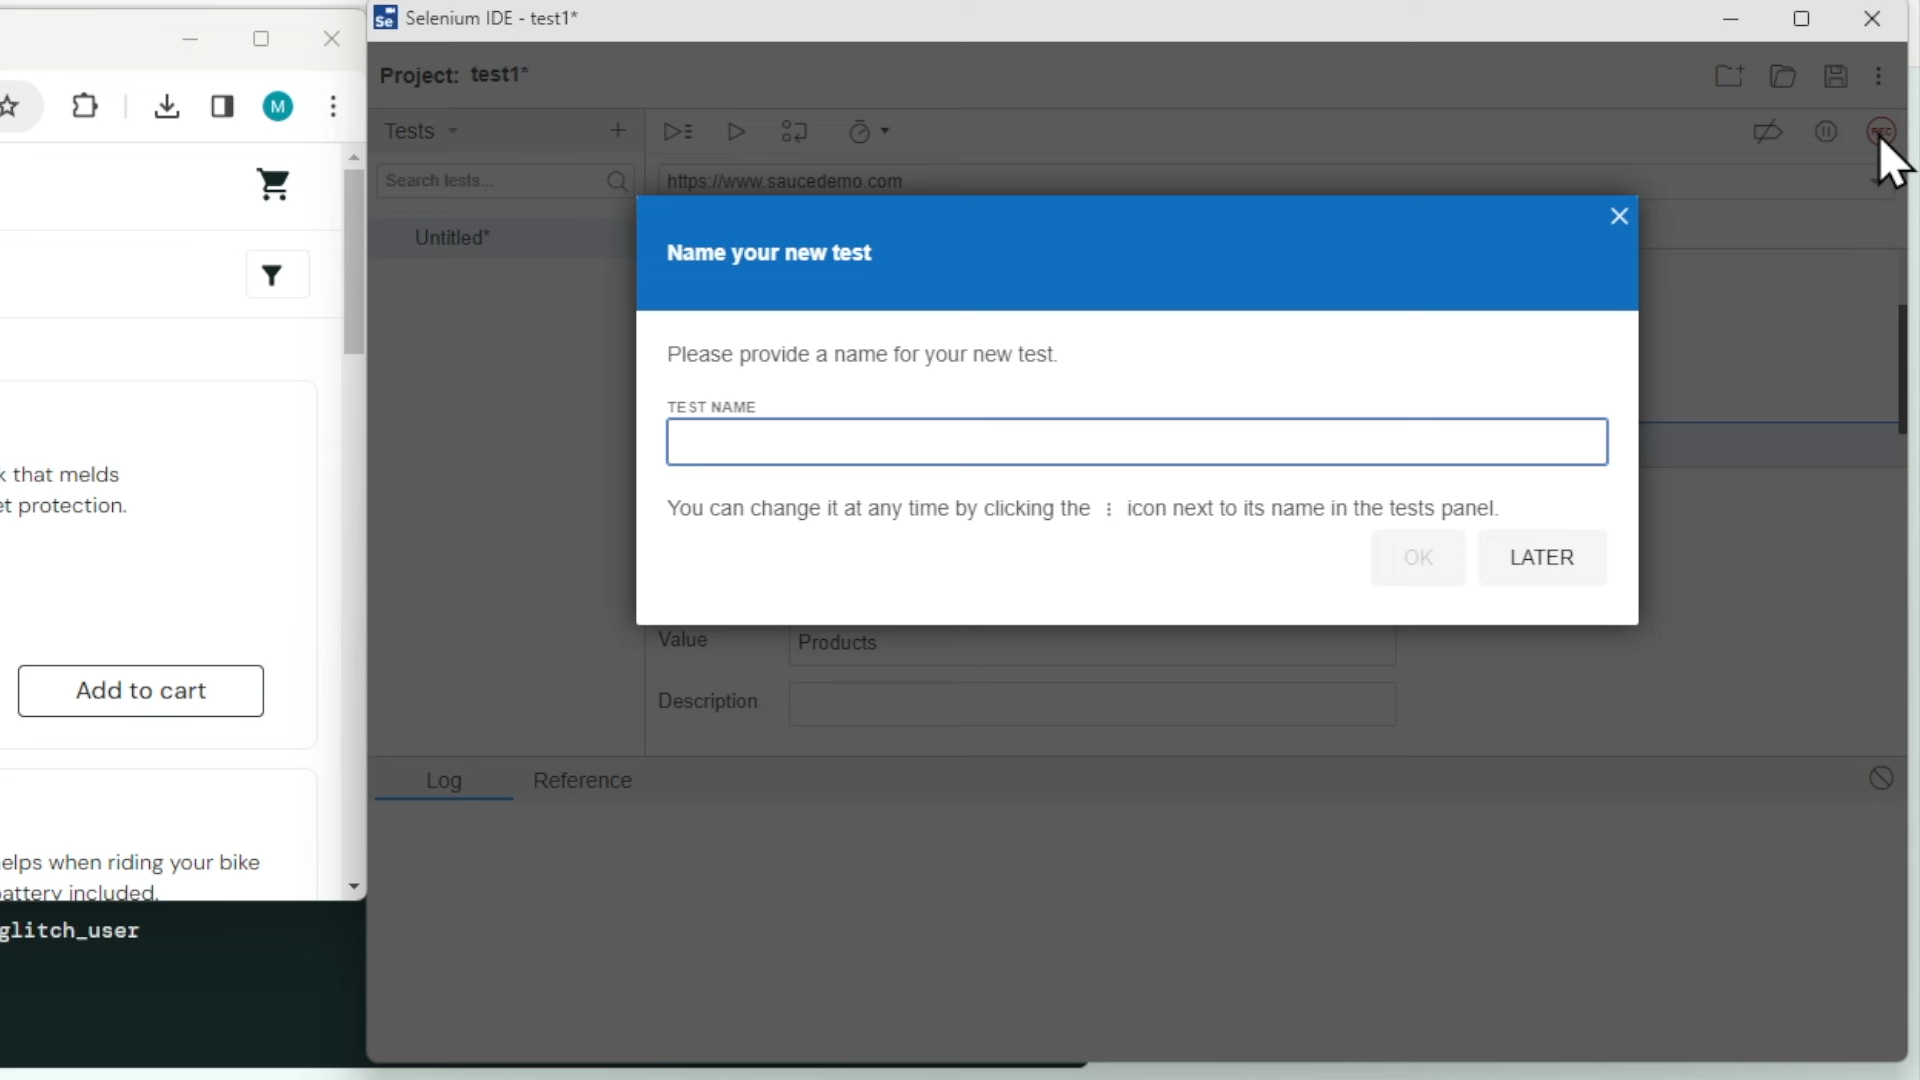 Selenium IDE - test1*
Project: test1*
Tests
Search tests...
https://www.saucedemo.com
REC
M
Untitled*
Name your new test
Please provide a name for your new test.
TEST NAME
You can change it at any time by clicking the ⋮ icon next to its name in the tests panel.
OK
LATER
Value
Products
Description
Log
Reference
k that melds
et protection.
Add to cart
elps when riding your bike
battery included.
glitch_user